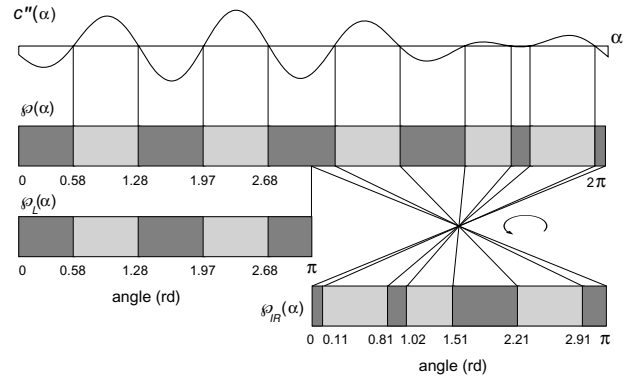 c″(α)
α
℘(α)
0 0.58 1.28 1.97 2.68 2π
℘L(α)
0 0.58 1.28 1.97 2.68 π
angle (rd)
℘IR(α)
0 0.11 0.81 1.02 1.51 2.21 2.91 π
angle (rd)